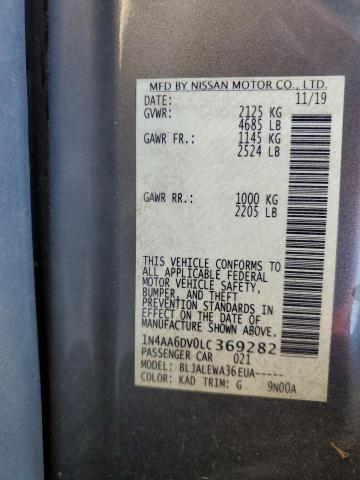 MFD BY NISSAN MOTOR CO., LTD.
DATE: 11/19
GVWR: 2125 KG
4685 LB
GAWR FR.: 1145 KG
2524 LB
GAWR RR.: 1000 KG
2205 LB
THIS VEHICLE CONFORMS TO
ALL APPLICABLE FEDERAL
MOTOR VEHICLE SAFETY,
BUMPER, AND THEFT
PREVENTION STANDARDS IN
EFFECT ON THE DATE OF
MANUFACTURE SHOWN ABOVE.
1N4AA6DV0LC369282
PASSENGER CAR 021
MODEL: BLJALEWA36EUA-----
COLOR: KAD TRIM: G 9N00A